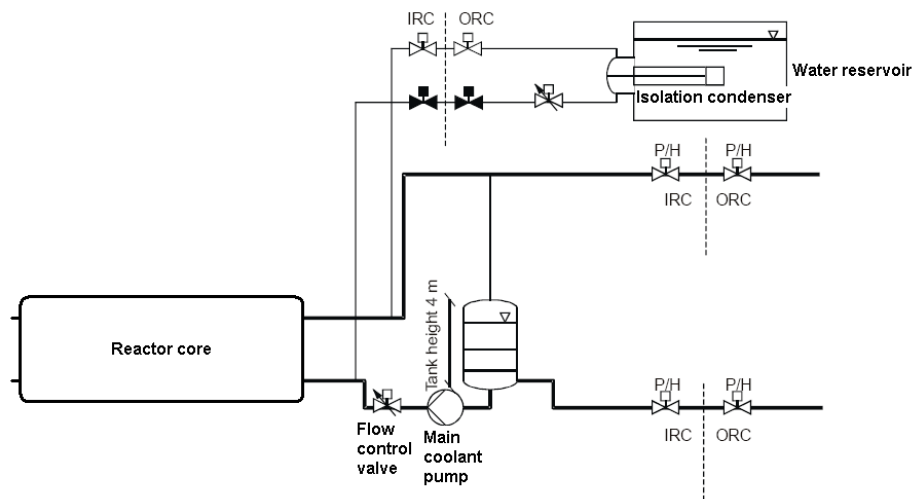 IRC
ORC
Water reservoir
Isolation condenser
P/H
P/H
IRC
ORC
Tank height 4 m
Reactor core
P/H
P/H
Flow
control
valve
Main
coolant
pump
IRC
ORC